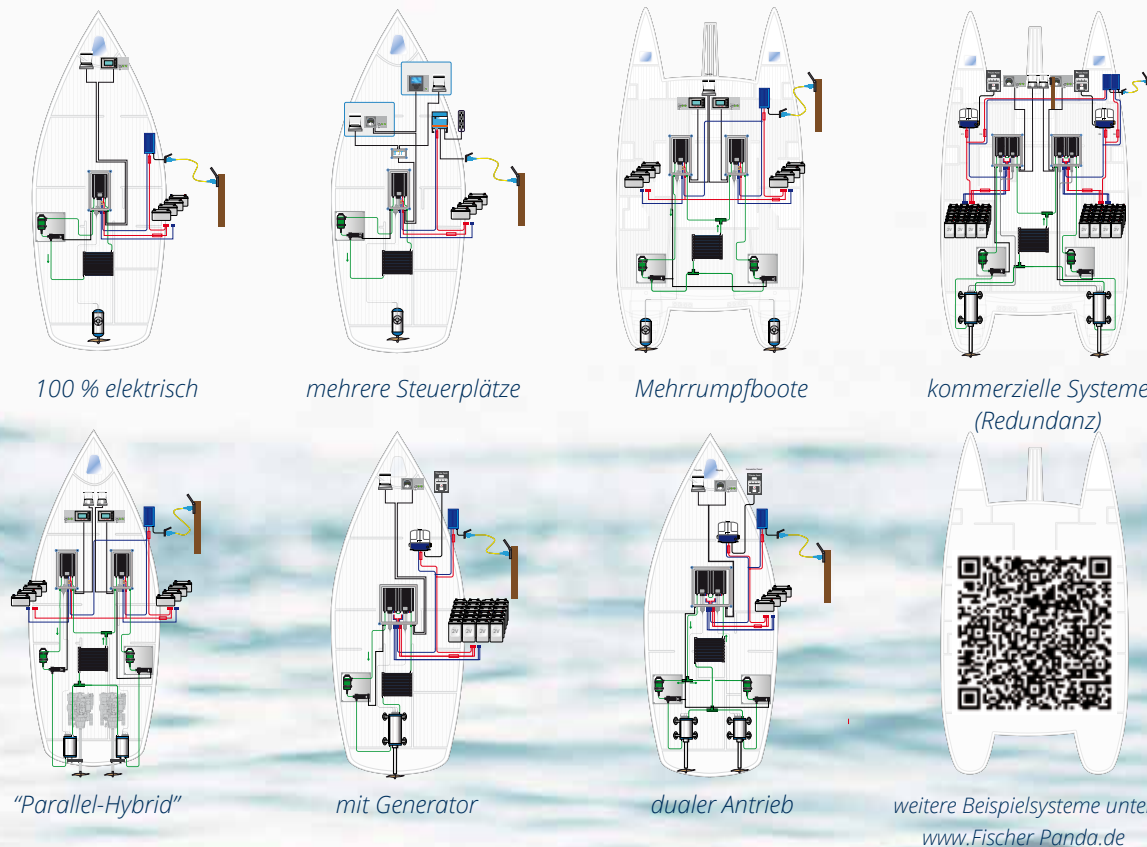 100 % elektrisch
mehrere Steuerplätze
Mehrrumpfboote
kommerzielle Systeme
(Redundanz)
"Parallel-Hybrid"
mit Generator
dualer Antrieb
weitere Beispielsysteme unte
www.Fischer Panda.de